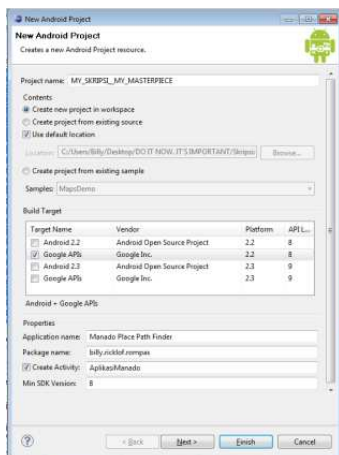 New Android Project
New Android Project
Creates a new Android Project resource.
Project name: MY_SKRIPSI_MY_MASTERPIECE
Contents
Create new project in workspace
Create project from existing source
Use default location
Location: C:/Users/Billy/Desktop/DO IT NOW. IT'S IMPORTANT/Skripsi Browse...
Create project from existing sample
Samples: MapsDemo
Build Target
Target Name Vendor Platform API L...
Android 2.2 Android Open Source Project 2.2 8
Google APIs Google Inc. 2.2 8
Android 2.3 Android Open Source Project 2.3 9
Google APIs Google Inc. 2.3 9
Android + Google APIs
Properties
Application name: Manado Place Path Finder
Package name: billy.ricklof.rompas
Create Activity: AplikasiManado
Min SDK Version: 8
< Back Next > Finish Cancel